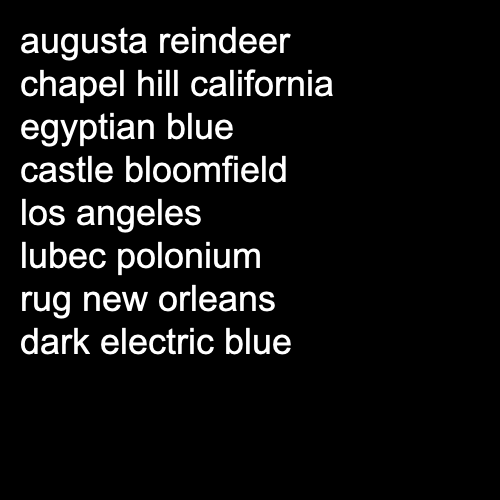 augusta reindeer
chapel hill california
egyptian blue
castle bloomfield
los angeles
lubec polonium
rug new orleans
dark electric blue